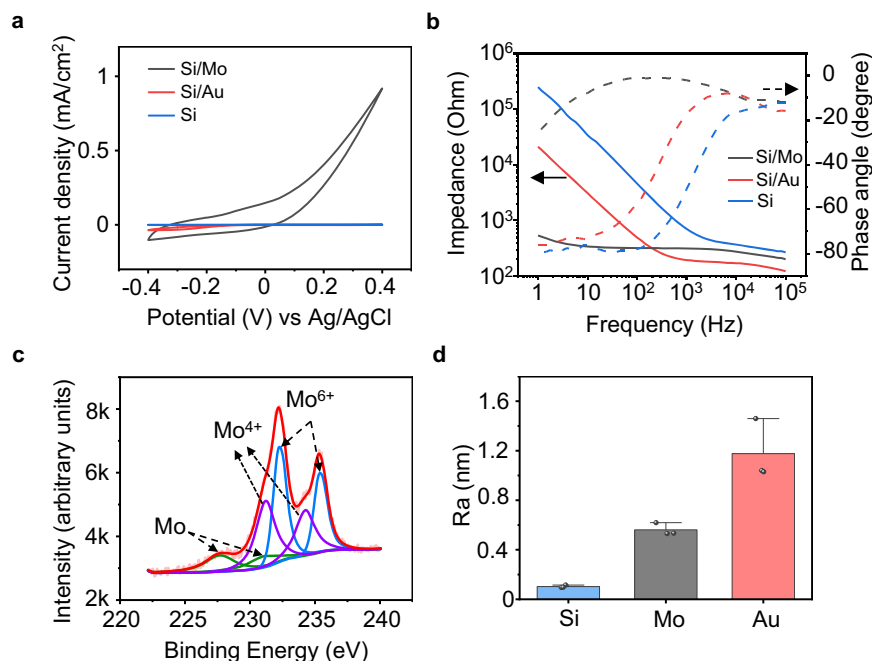 a
Current density (mA/cm²)
1
0.5
0
Si/Mo
Si/Au
Si
-0.4
-0.2
0
0.2
0.4
Potential (V) vs Ag/AgCl
b
Impedance (Ohm)
10⁶
10⁵
10⁴
10³
10²
Si/Mo
Si/Au
Si
0
-20
-40
-60
-80
Phase angle (degree)
1
10
10²
10³
10⁴
10⁵
Frequency (Hz)
c
Intensity (arbitrary units)
8k
6k
4k
2k
Mo⁶⁺
Mo⁴⁺
Mo
220
225
230
235
240
Binding Energy (eV)
d
Ra (nm)
1.6
1.2
0.8
0.4
0
Si
Mo
Au